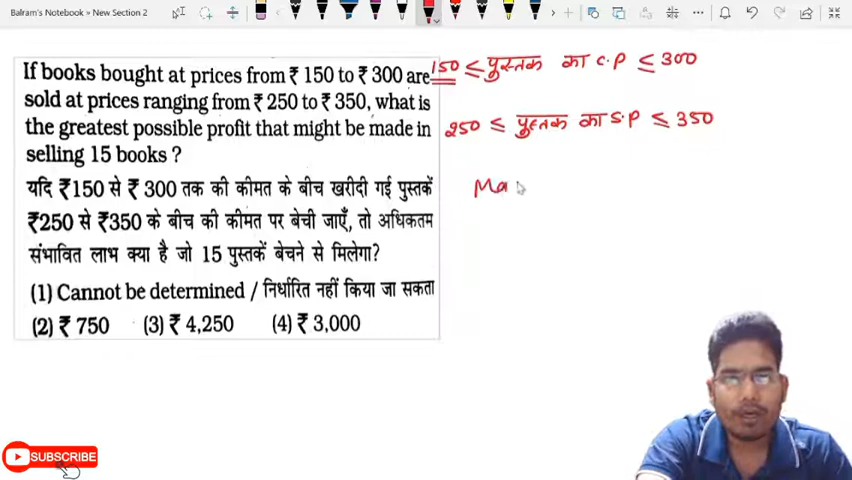 Balram's Notebook » New Section 2
If books bought at prices from ₹ 150 to ₹ 300 are
sold at prices ranging from ₹ 250 to ₹ 350, what is
the greatest possible profit that might be made in
selling 15 books ?
यदि ₹150 से ₹ 300 तक की कीमत के बीच खरीदी गई पुस्तकें
₹250 से ₹350 के बीच की कीमत पर बेची जाएँ, तो अधिकतम
संभावित लाभ क्या है जो 15 पुस्तकें बेचने से मिलेगा?
(1) Cannot be determined / निर्धारित नहीं किया जा सकता
(2) ₹ 750 (3) ₹ 4,250 (4) ₹ 3,000
150 ≤ पुस्तक का C.P ≤ 300
250 ≤ पुस्तक का S.P ≤ 350
Ma
SUBSCRIBE